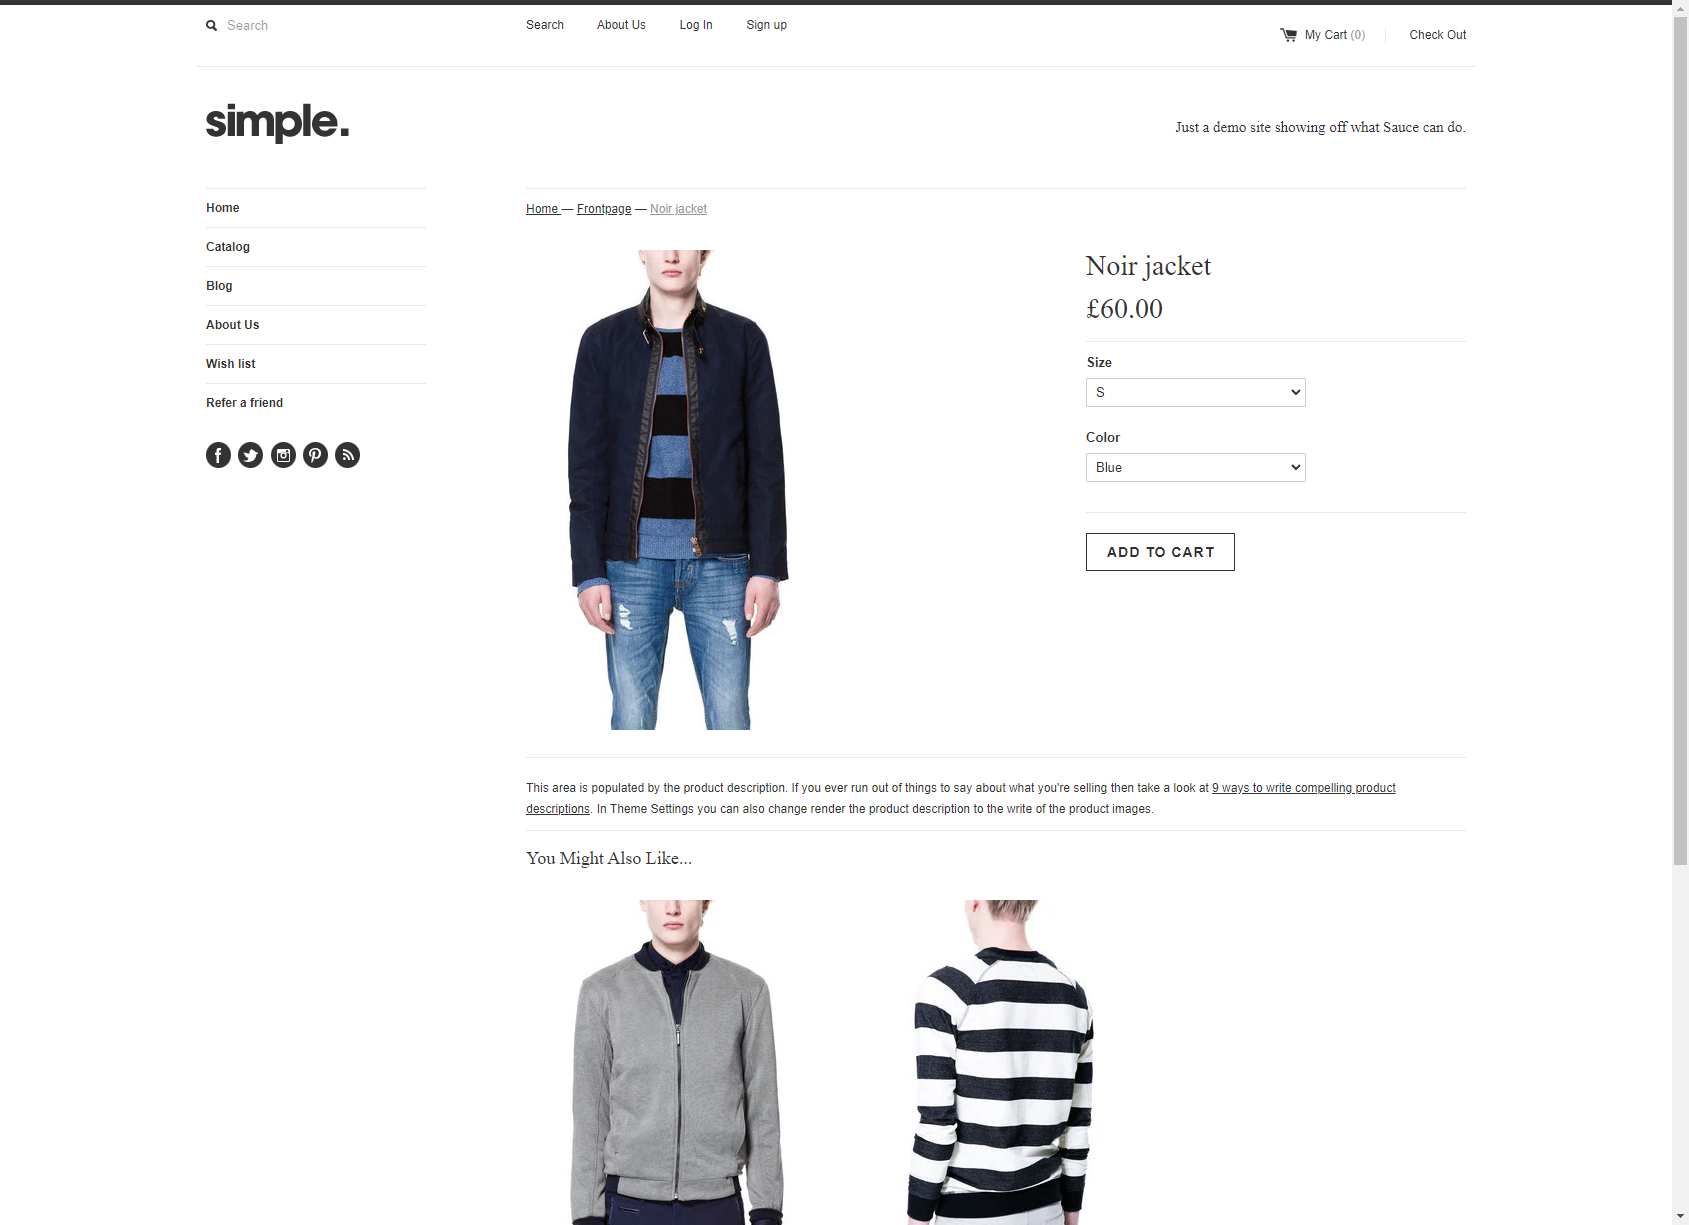 Search
Search About Us Log In Sign up
My Cart (0) Check Out
simple.
Just a demo site showing off what Sauce can do.
Home
Catalog
Blog
About Us
Wish list
Refer a friend
Home — Frontpage — Noir jacket
Noir jacket
£60.00
Size
S
Color
Blue
ADD TO CART
This area is populated by the product description. If you ever run out of things to say about what you're selling then take a look at 9 ways to write compelling product
descriptions. In Theme Settings you can also change render the product description to the write of the product images.
You Might Also Like...